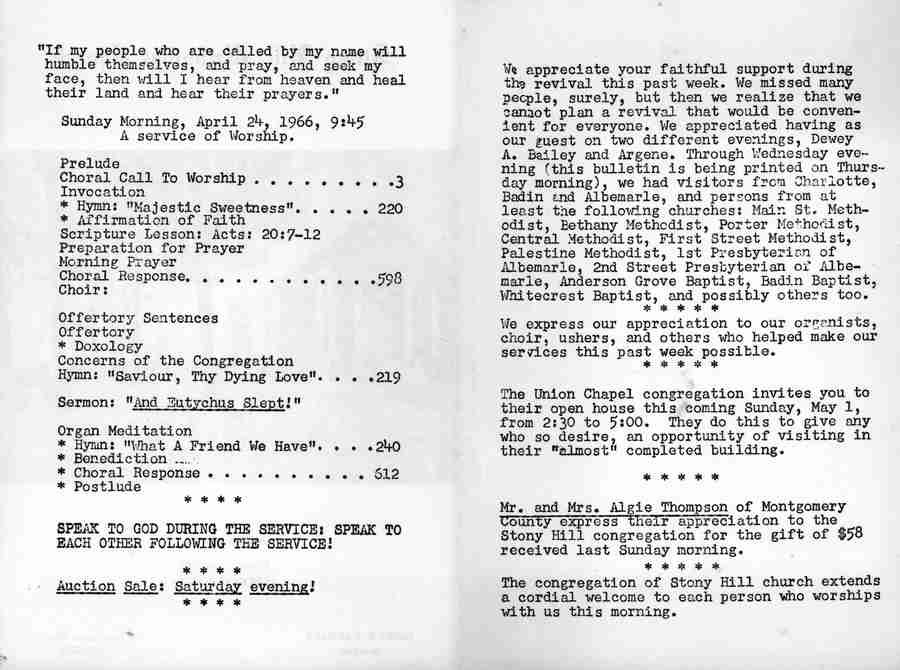 "If my people who are called by my name will
humble themselves, and pray, and seek my
face, then will I hear from heaven and heal
their land and hear their prayers."
Sunday Morning, April 24, 1966, 9:45
A service of Worship.
Prelude
Choral Call To Worship . . . . . . . . .3
Invocation
* Hymn: "Majestic Sweetness". . . . . 220
* Affirmation of Faith
Scripture Lesson: Acts: 20:7-12
Preparation for Prayer
Morning Prayer
Choral Response. . . . . . . . . . . .598
Choir:
Offertory Sentences
Offertory
* Doxology
Concerns of the Congregation
Hymn: "Saviour, Thy Dying Love". . . .219
Sermon: "And Eutychus Slept!"
Organ Meditation
* Hymn: "What A Friend We Have". . . .240
* Benediction ....
* Choral Response . . . . . . . . . . 612
* Postlude
* * * *
SPEAK TO GOD DURING THE SERVICE: SPEAK TO
EACH OTHER FOLLOWING THE SERVICE!
* * * *
Auction Sale: Saturday evening!
* * * *
We appreciate your faithful support during
the revival this past week. We missed many
people, surely, but then we realize that we
cannot plan a revival that would be conven-
ient for everyone. We appreciated having as
our guest on two different evenings, Dewey
A. Bailey and Argene. Through Wednesday eve-
ning (this bulletin is being printed on Thurs-
day morning), we had visitors from Charlotte,
Badin and Albemarle, and persons from at
least the following churches: Main St. Meth-
odist, Bethany Methodist, Porter Methodist,
Central Methodist, First Street Methodist,
Palestine Methodist, 1st Presbyterian of
Albemarle, 2nd Street Presbyterian of Albe-
marle, Anderson Grove Baptist, Badin Baptist,
Whitecrest Baptist, and possibly others too.
* * * * *
We express our appreciation to our organists,
choir, ushers, and others who helped make our
services this past week possible.
* * * * *
The Union Chapel congregation invites you to
their open house this coming Sunday, May 1,
from 2:30 to 5:00. They do this to give any
who so desire, an opportunity of visiting in
their "almost" completed building.
* * * * *
Mr. and Mrs. Algie Thompson of Montgomery
County express their appreciation to the
Stony Hill congregation for the gift of $58
received last Sunday morning.
* * * * *
The congregation of Stony Hill church extends
a cordial welcome to each person who worships
with us this morning.